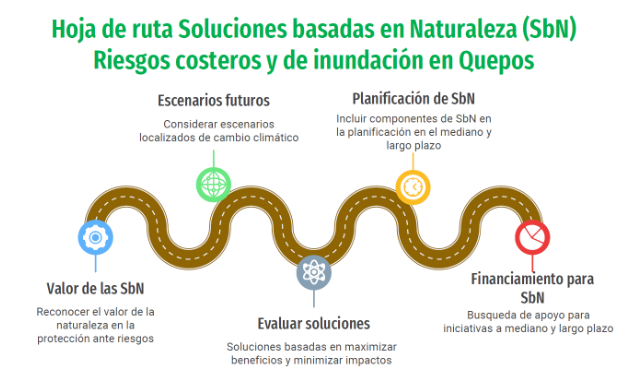 Hoja de ruta Soluciones basadas en Naturaleza (SbN)
Riesgos costeros y de inundación en Quepos
Escenarios futuros
Considerar escenarios
localizados de cambio climático
Planificación de SbN
Incluir componentes de SbN en
la planificación en el mediano y
largo plazo
Valor de las SbN
Reconocer el valor de la
naturaleza en la
protección ante riesgos
Evaluar soluciones
Soluciones basadas en maximizar
beneficios y minimizar impactos
Financiamiento para
SbN
Busqueda de apoyo para
iniciativas a mediano y largo plazo